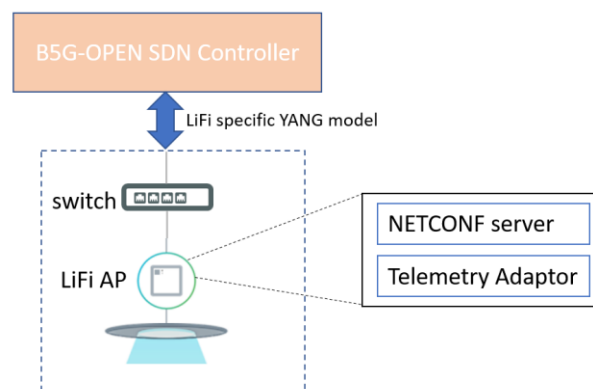 B5G-OPEN SDN Controller
LiFi specific YANG model
switch
NETCONF server
LiFi AP
Telemetry Adaptor